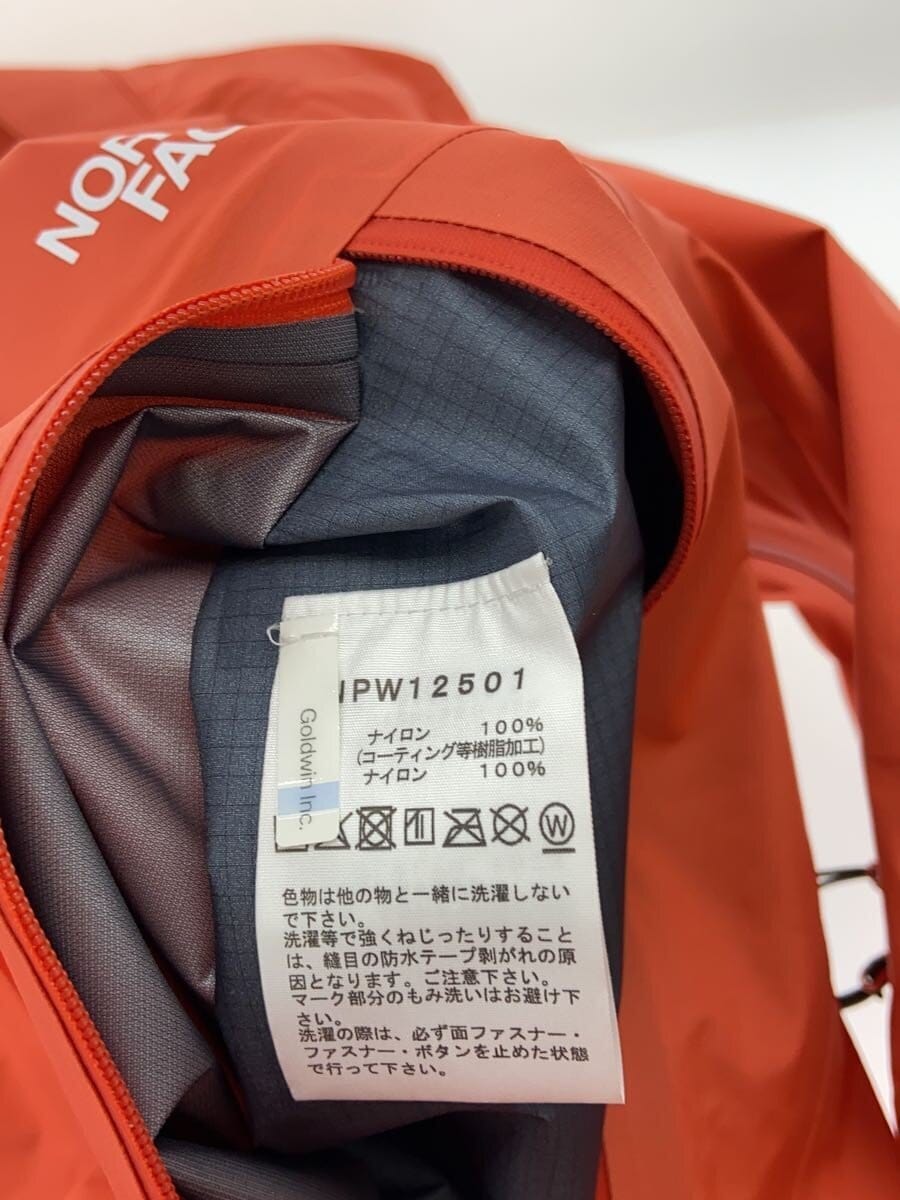 NOR
FAC
NPW12501
ナイロン 100%
(コーティング等樹脂加工)
ナイロン 100%
Goldwin Inc.
W
色物は他の物と一緒に洗濯しない
で下さい。
洗濯等で強くねじったりすること
は、縫目の防水テープ剥がれの原
因となります。ご注意下さい。
マーク部分のもみ洗いはお避け下
さい。
洗濯の際は、必ず面ファスナー・
ファスナー・ボタンを止めた状態
で行って下さい。